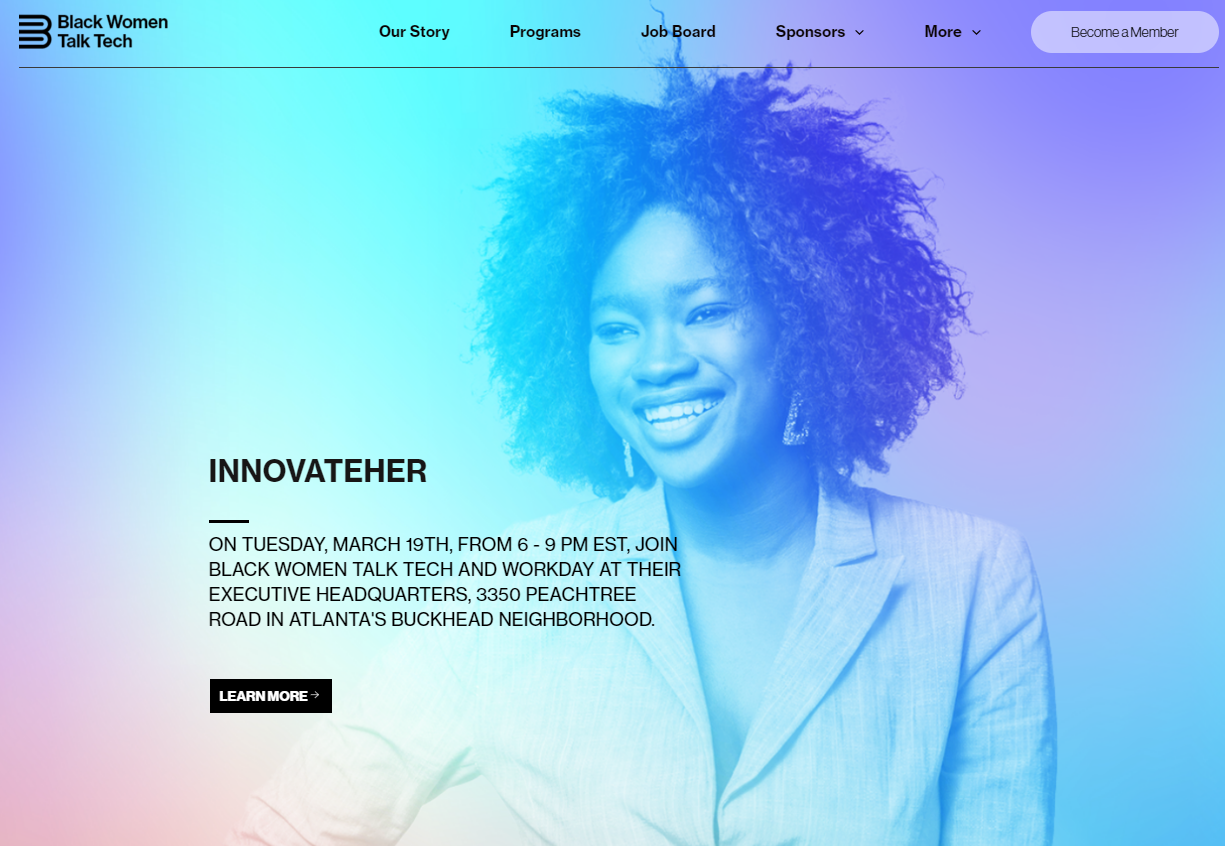 Black Women
Talk Tech
Our Story
Programs
Job Board
Sponsors
More
Become a Member
INNOVATEHER
ON TUESDAY, MARCH 19TH, FROM 6 - 9 PM EST, JOIN
BLACK WOMEN TALK TECH AND WORKDAY AT THEIR
EXECUTIVE HEADQUARTERS, 3350 PEACHTREE
ROAD IN ATLANTA'S BUCKHEAD NEIGHBORHOOD.
LEARN MORE